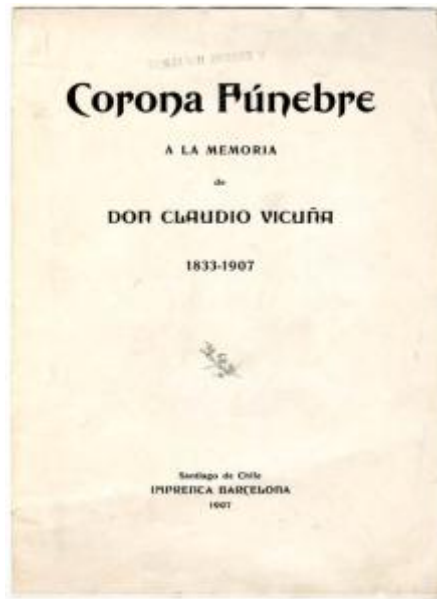 Corona Fúnebre
A LA MEMORIA
de
DON CLAUDIO VICUÑA
1833-1907
Santiago de Chile
IMPRENTA BARCELONA
1907